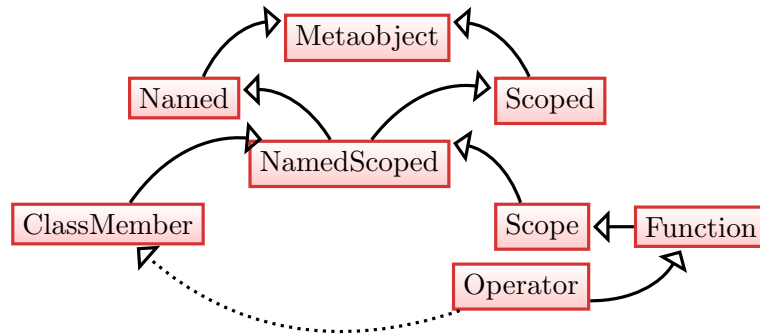 Metaobject
Named
Scoped
NamedScoped
ClassMember
Scope
Function
Operator